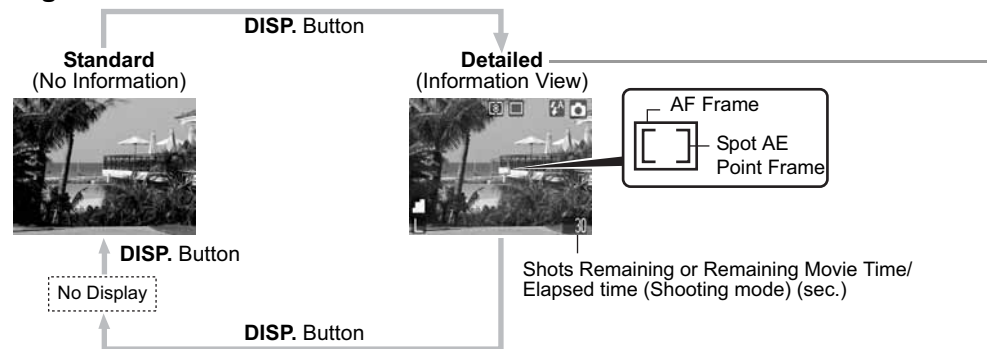 DISP. Button
Standard
(No Information)
Detailed
(Information View)
AF Frame
Spot AE
Point Frame
L
30
DISP. Button
No Display
Shots Remaining or Remaining Movie Time/
Elapsed time (Shooting mode) (sec.)
DISP. Button